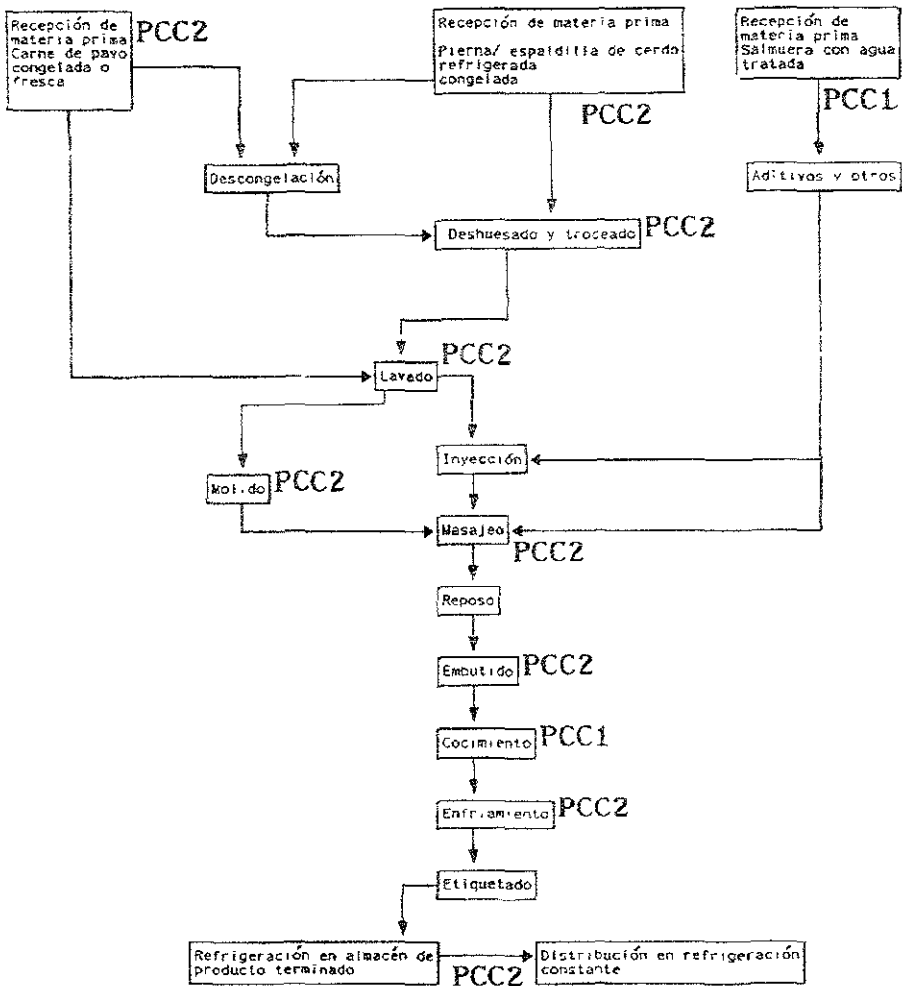 Recepción de
materia prima
Carne de pavo
congelada o
fresca
PCC2
Recepción de materia prima
Pierna/ espaldilla de cerdo
refrigerada
congelada
PCC2
Recepción de
materia prima
Salmuera con agua
tratada
PCC1
Descongelación
Aditivos y otros
Deshuesado y troceado
PCC2
Lavado
PCC2
Inyección
Molido
PCC2
Masajeo
PCC2
Reposo
Embutido
PCC2
Cocimiento
PCC1
Enfriamiento
PCC2
Etiquetado
Refrigeración en almacén de
producto terminado
PCC2
Distribución en refrigeración
constante